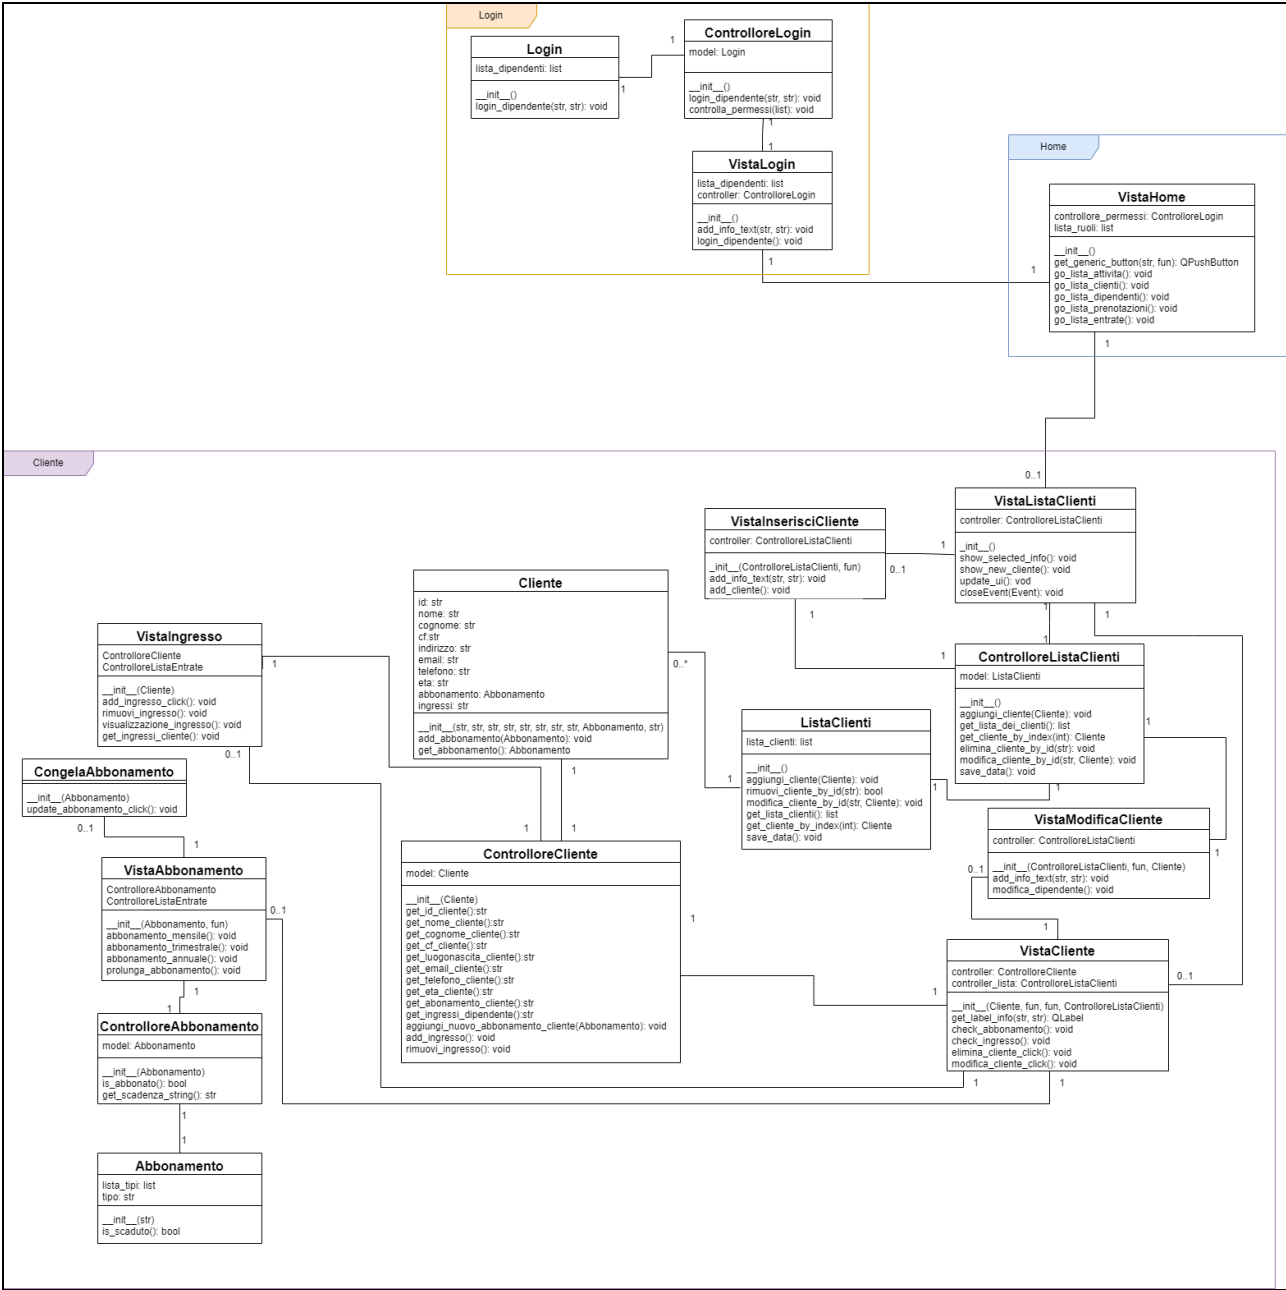 Login
Login
lista_dipendenti: list
__init__()
login_dipendente(str, str): void
1
1
ControlloreLogin
model: Login
__init__()
login_dipendente(str, str): void
controlla_permessi(list): void
1
1
VistaLogin
lista_dipendenti: list
controller: ControlloreLogin
__init__()
add_info_text(str, str): void
login_dipendente(): void
1
1
Home
VistaHome
controllore_permessi: ControlloreLogin
lista_ruoli: list
__init__()
get_generic_button(str, fun): QPushButton
go_lista_attivita(): void
go_lista_clienti(): void
go_lista_dipendenti(): void
go_lista_prenotazioni(): void
go_lista_entrate(): void
1
0..1
Cliente
VistaListaClienti
controller: ControlloreListaClienti
_init__()
show_selected_info(): void
show_new_cliente(): void
update_ui(): vod
closeEvent(Event): void
1
1
1
0..1
VistaInserisciCliente
controller: ControlloreListaClienti
_init__(ControlloreListaClienti, fun)
add_info_text(str, str): void
add_cliente(): void
1
1
Cliente
id: str
nome: str
cognome: str
cf:str
indirizzo: str
email: str
telefono: str
eta: str
abbonamento: Abbonamento
ingressi: str
__init__(str, str, str, str, str, str, str, str, Abbonamento, str)
add_abbonamento(Abbonamento): void
get_abbonamento(): Abbonamento
0..*
1
1
VistaIngresso
ControlloreCliente
ControlloreListaEntrate
__init__(Cliente)
add_ingresso_click(): void
rimuovi_ingresso(): void
visualizzazione_ingresso(): void
get_ingressi_cliente(): void
1
0..1
1
ControlloreListaClienti
model: ListaClienti
__init__()
aggiungi_cliente(Cliente): void
get_lista_dei_clienti(): list
get_cliente_by_index(int): Cliente
elimina_cliente_by_id(str): void
modifica_cliente_by_id(str, Cliente): void
save_data(): void
1
1
1
ListaClienti
lista_clienti: list
__init__()
aggiungi_cliente(Cliente): void
rimuovi_cliente_by_id(str): bool
modifica_cliente_by_id(str, Cliente): void
get_lista_clienti(): list
get_cliente_by_index(int): Cliente
save_data(): void
1
1
CongelaAbbonamento
__init__(Abbonamento)
update_abbonamento_click(): void
0..1
1
VistaModificaCliente
controller: ControlloreListaClienti
__init__(ControlloreListaClienti, fun, Cliente)
add_info_text(str, str): void
modifica_dipendente(): void
1
0..1
1
ControlloreCliente
model: Cliente
__init__(Cliente)
get_id_cliente():str
get_nome_cliente():str
get_cognome_cliente():str
get_cf_cliente():str
get_luogonascita_cliente():str
get_email_cliente():str
get_telefono_cliente():str
get_eta_cliente():str
get_abonamento_cliente():str
get_ingressi_dipendente():str
aggiungi_nuovo_abbonamento_cliente(Abbonamento): void
add_ingresso(): void
rimuovi_ingresso(): void
1
1
VistaAbbonamento
ControlloreAbbonamento
ControlloreListaEntrate
__init__(Abbonamento, fun)
abbonamento_mensile(): void
abbonamento_trimestrale(): void
abbonamento_annuale(): void
prolunga_abbonamento(): void
0..1
1
1
VistaCliente
controller: ControlloreCliente
controller_lista: ControlloreListaClienti
__init__(Cliente, fun, fun, ControlloreListaClienti)
get_label_info(str, str): QLabel
check_abbonamento(): void
check_ingresso(): void
elimina_cliente_click(): void
modifica_cliente_click(): void
0..1
1
1
ControlloreAbbonamento
model: Abbonamento
__init__(Abbonamento)
is_abbonato(): bool
get_scadenza_string(): str
1
1
Abbonamento
lista_tipi: list
tipo: str
__init__(str)
is_scaduto(): bool